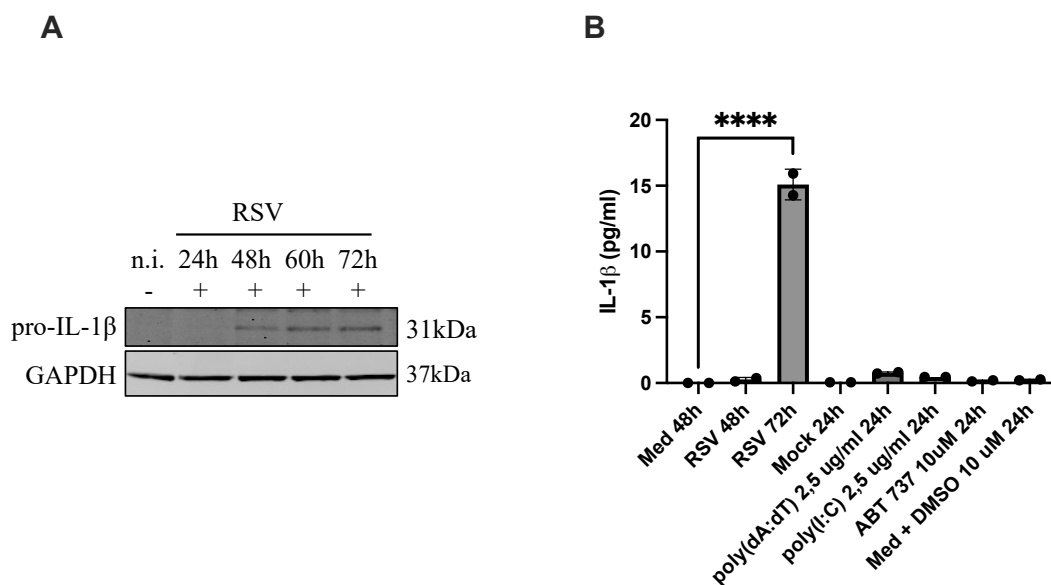 A
RSV
n.i. 24h 48h 60h 72h
- + + + +
pro-IL-1β 31kDa
GAPDH 37kDa
B
****
IL-1β (pg/ml)
20
15
10
5
0
Med 48h
RSV 48h
RSV 72h
Mock 24h
poly(dA:dT) 2,5 ug/ml 24h
poly(I:C) 2,5 ug/ml 24h
ABT 737 10uM 24h
Med + DMSO 10 uM 24h